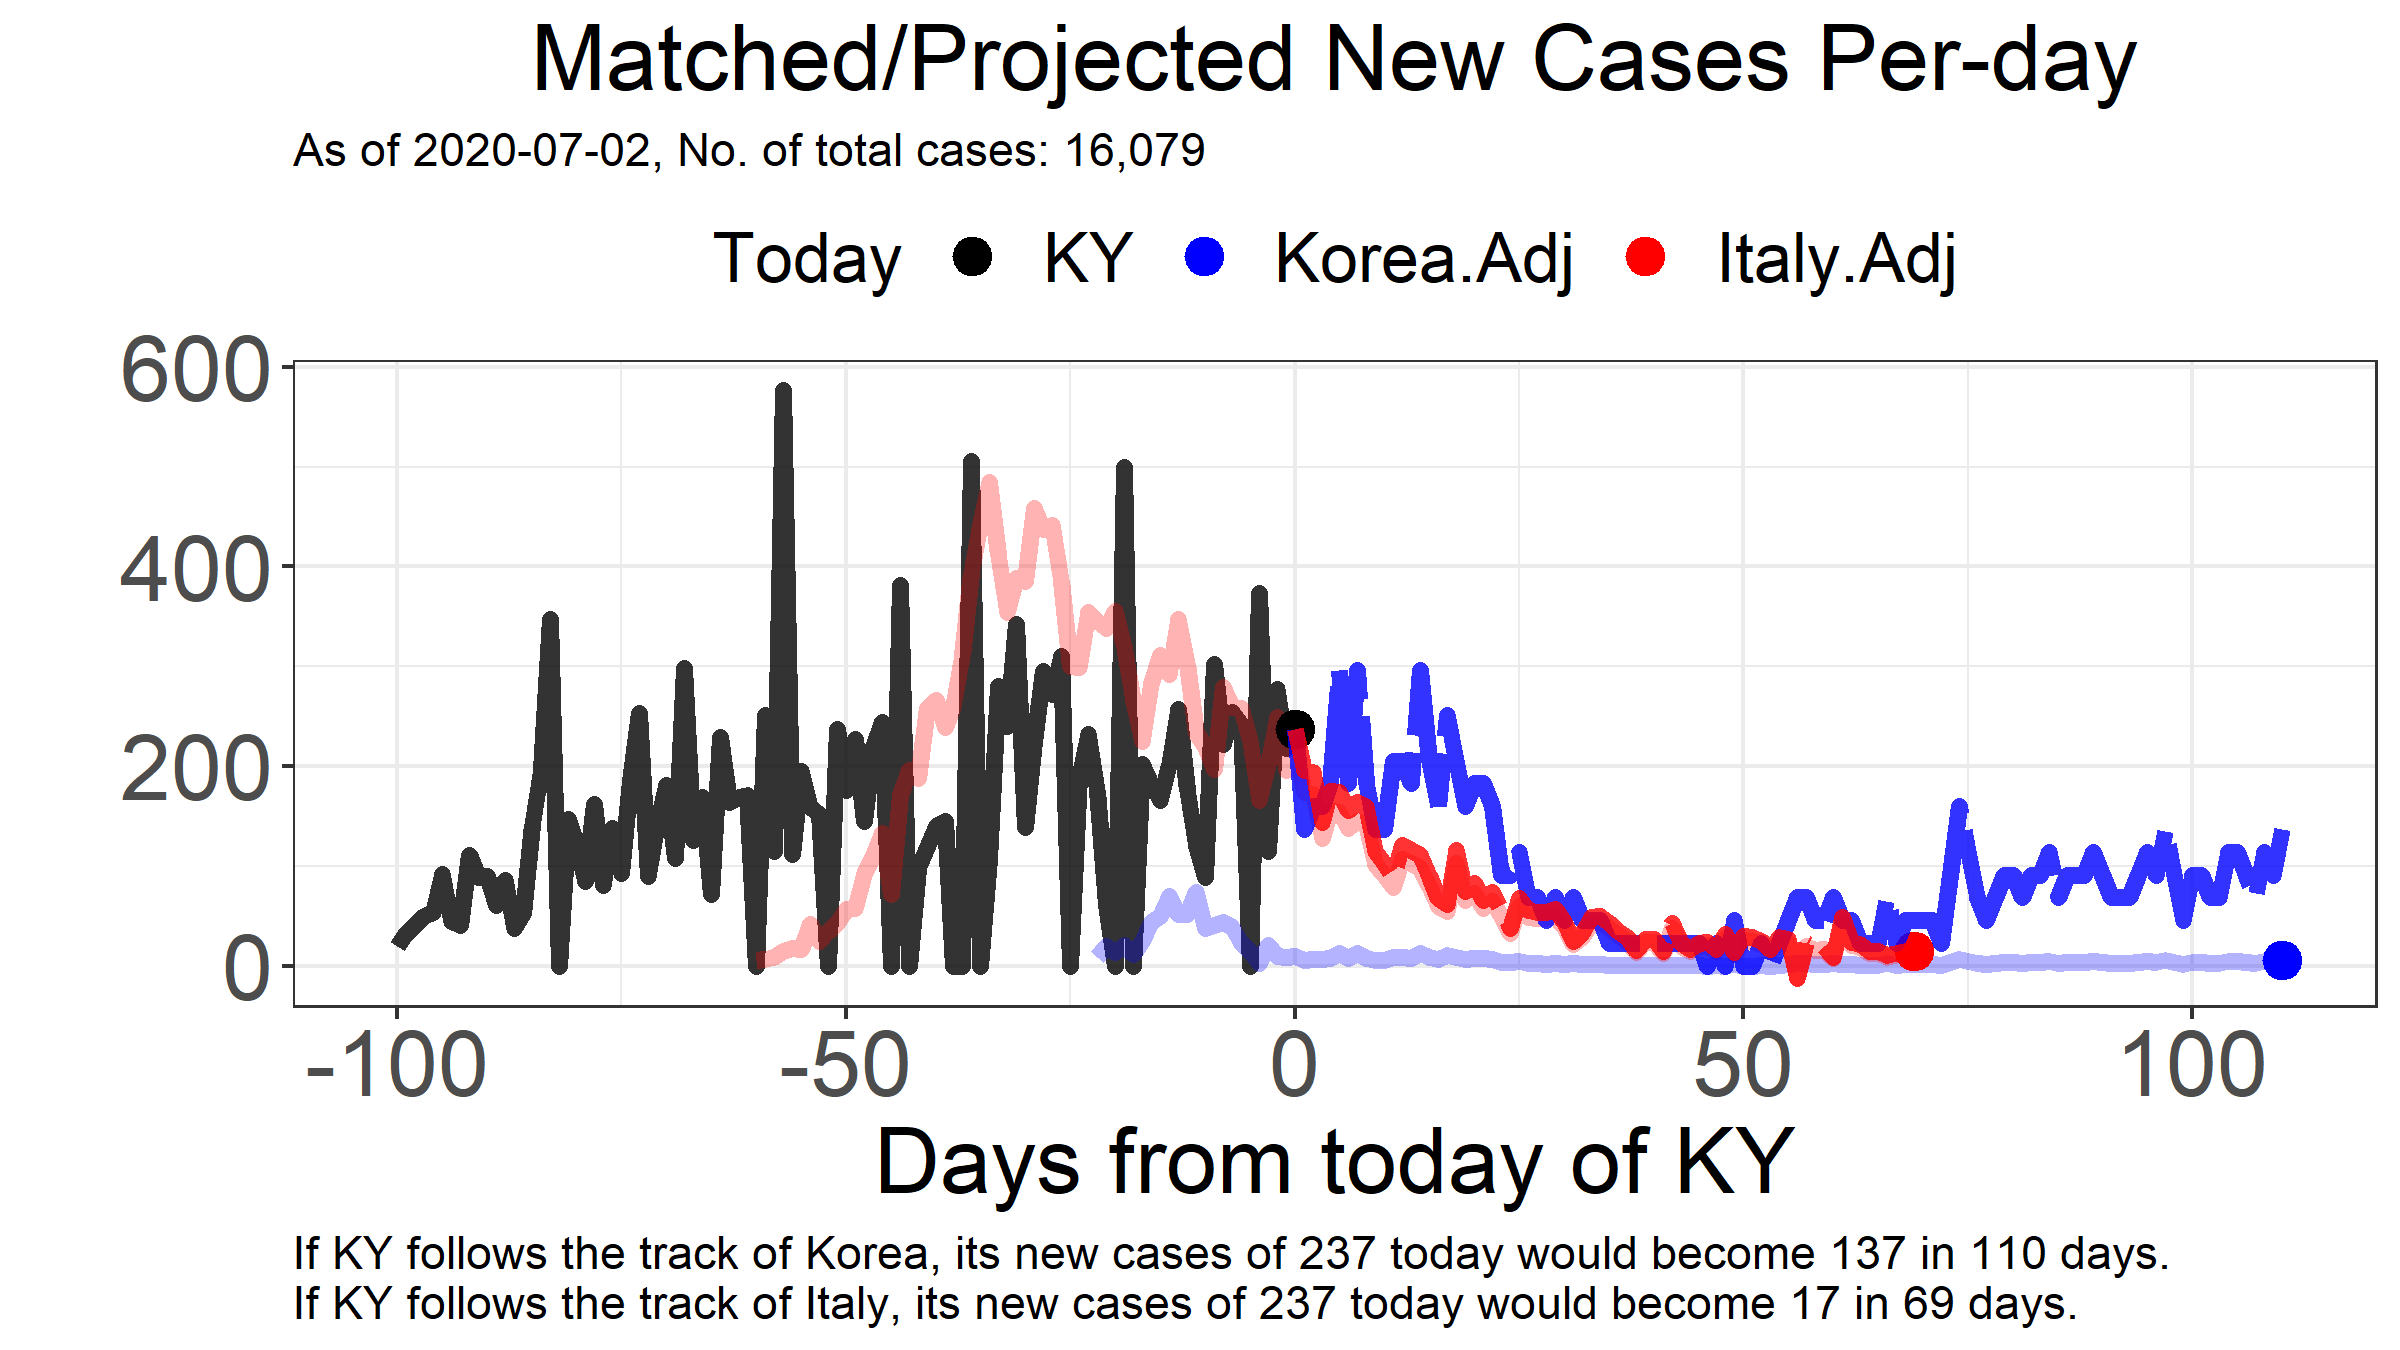 Matched/Projected New Cases Per-day
As of 2020-07-02, No. of total cases: 16,079
Today KY Korea.Adj Italy.Adj
600
400
200
0
-100 -50 0 50 100
Days from today of KY
If KY follows the track of Korea, its new cases of 237 today would become 137 in 110 days.
If KY follows the track of Italy, its new cases of 237 today would become 17 in 69 days.